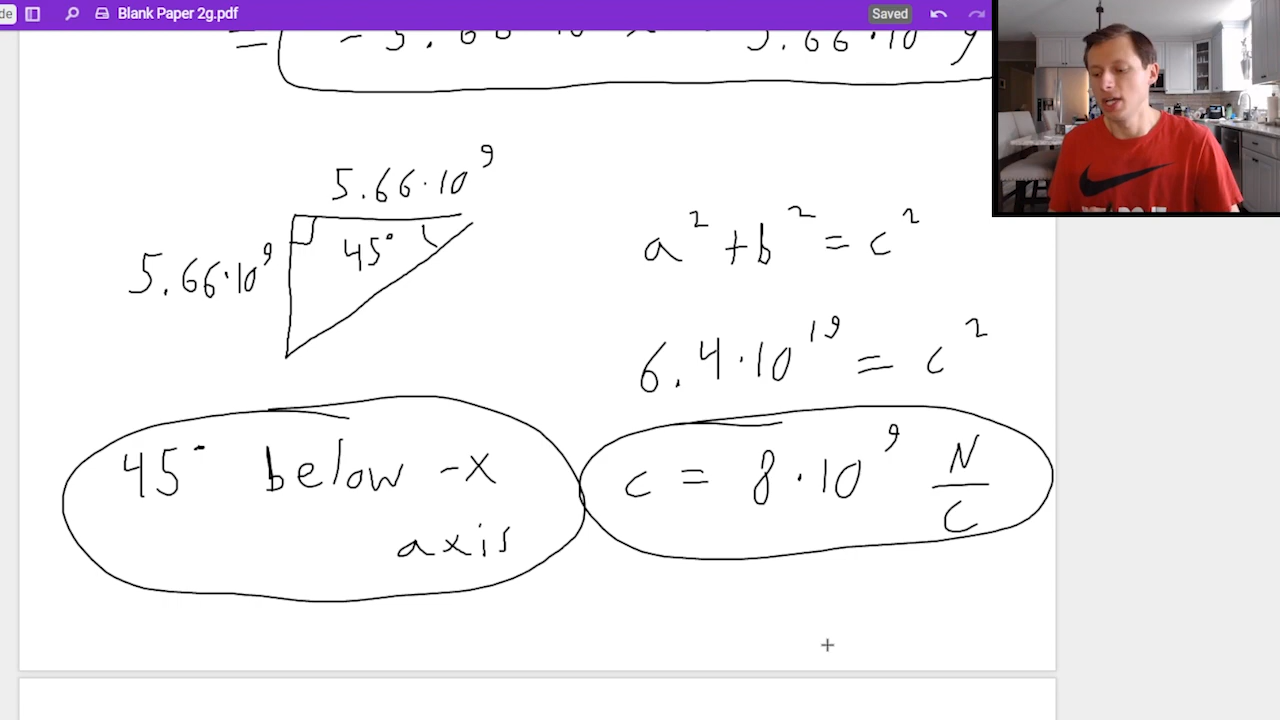 Blank Paper 2g.pdf
Saved
5.66·10⁹
5.66·10⁹
45°
a² + b² = c²
6.4·10¹⁹ = c²
45° below -x
axis
c = 8·10⁹ N/C